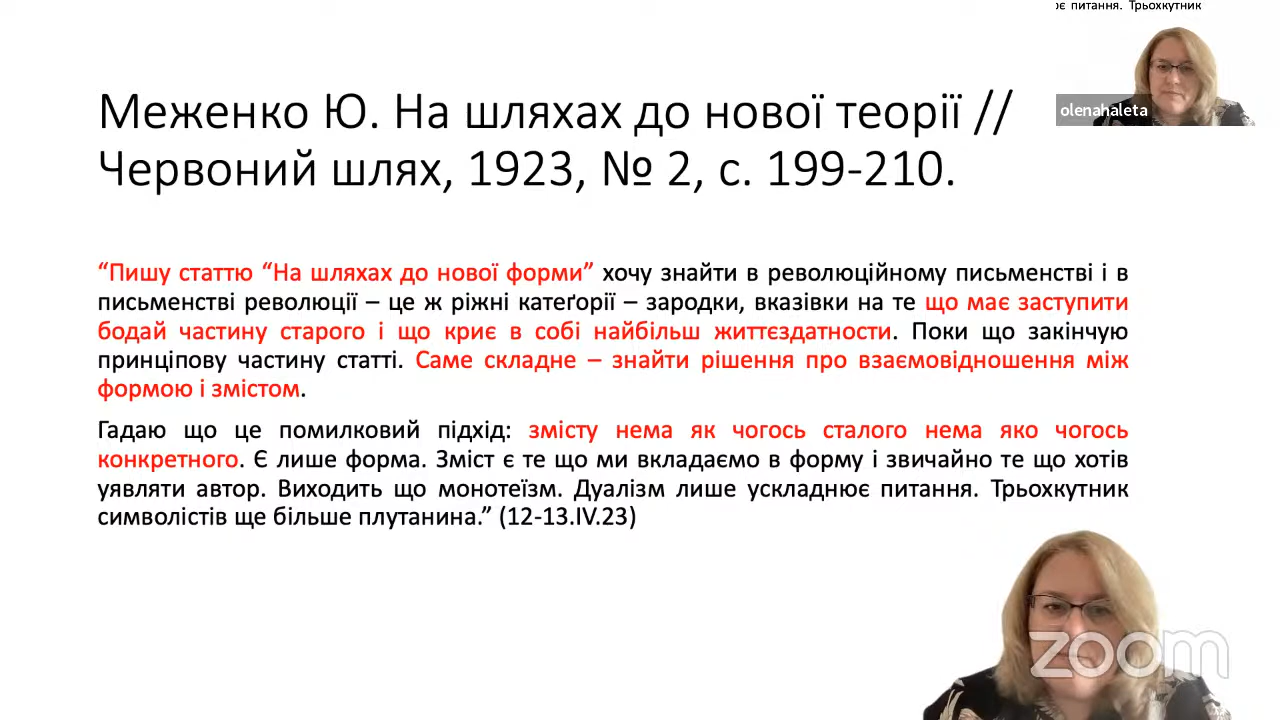 ує питання. Трьохкутник
olenahaleta
Меженко Ю. На шляхах до нової теорії //
Червоний шлях, 1923, № 2, с. 199-210.
“Пишу статтю “На шляхах до нової форми” хочу знайти в революційному письменстві і в
письменстві революції – це ж ріжні катеґорії – зародки, вказівки на те що має заступити
бодай частину старого і що криє в собі найбільш життєздатности. Поки що закінчую
принціпову частину статті. Саме складне – знайти рішення про взаємовідношення між
формою і змістом.
Гадаю що це помилковий підхід: змісту нема як чогось сталого нема яко чогось
конкретного. Є лише форма. Зміст є те що ми вкладаємо в форму і звичайно те що хотів
уявляти автор. Виходить що монотеїзм. Дуалізм лише ускладнює питання. Трьохкутник
символістів ще більше плутанина.” (12-13.IV.23)
zoom